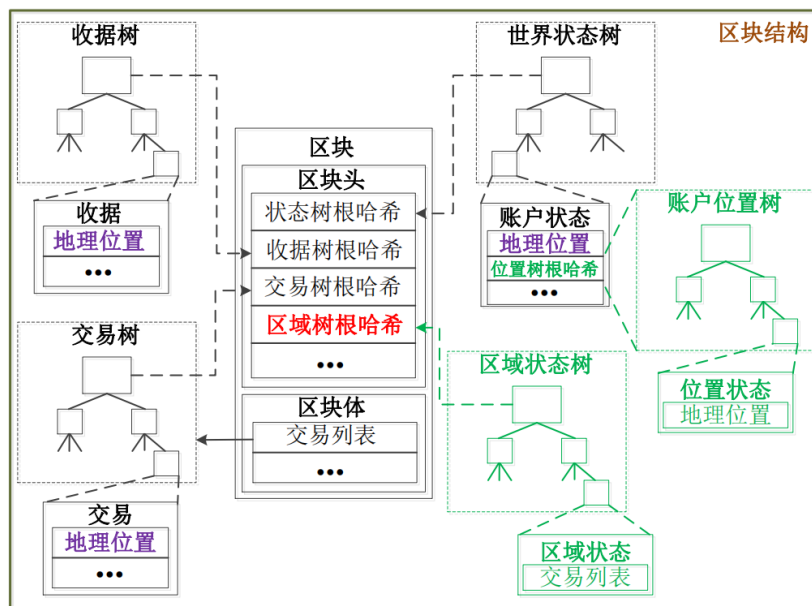 收据树
世界状态树
区块结构
区块
区块头
状态树根哈希
收据树根哈希
交易树根哈希
区域树根哈希
•••
收据
地理位置
•••
账户状态
地理位置
位置树根哈希
•••
账户位置树
交易树
区域状态树
位置状态
地理位置
区块体
交易列表
•••
交易
地理位置
•••
区域状态
交易列表